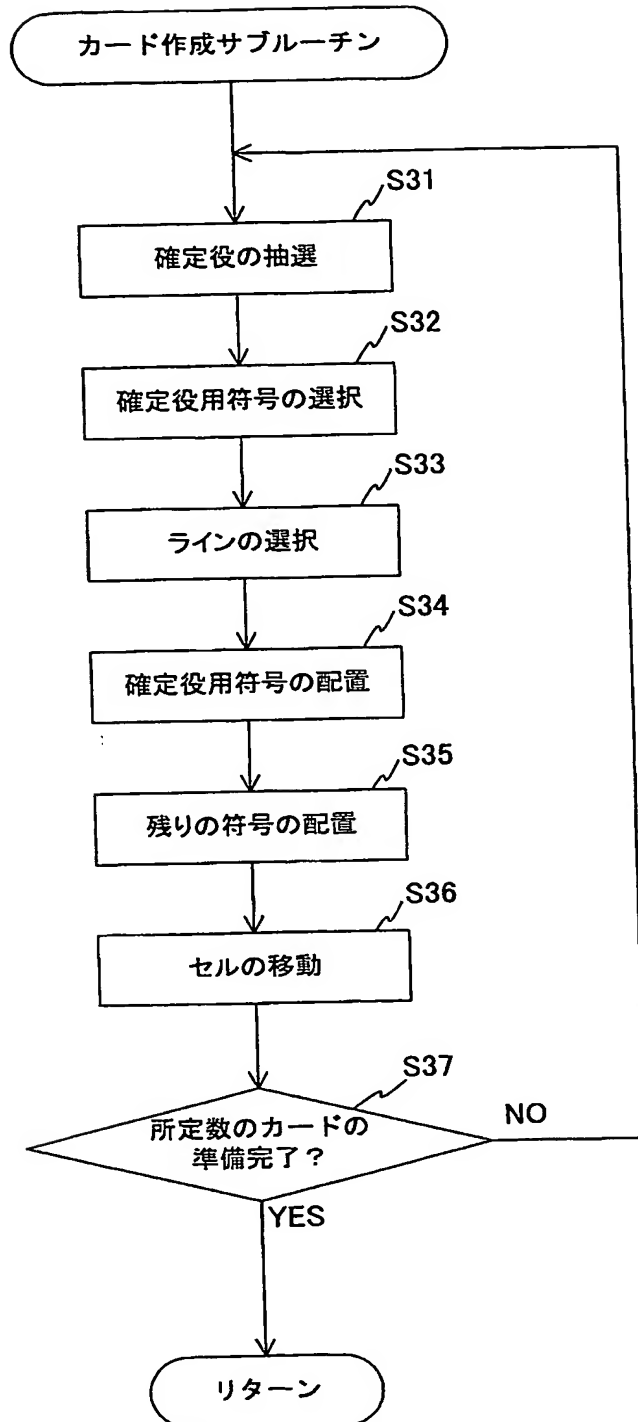 カード作成サブルーチン
S31
確定役の抽選
S32
確定役用符号の選択
S33
ラインの選択
S34
確定役用符号の配置
S35
残りの符号の配置
S36
セルの移動
S37
所定数のカードの
準備完了？
NO
YES
リターン